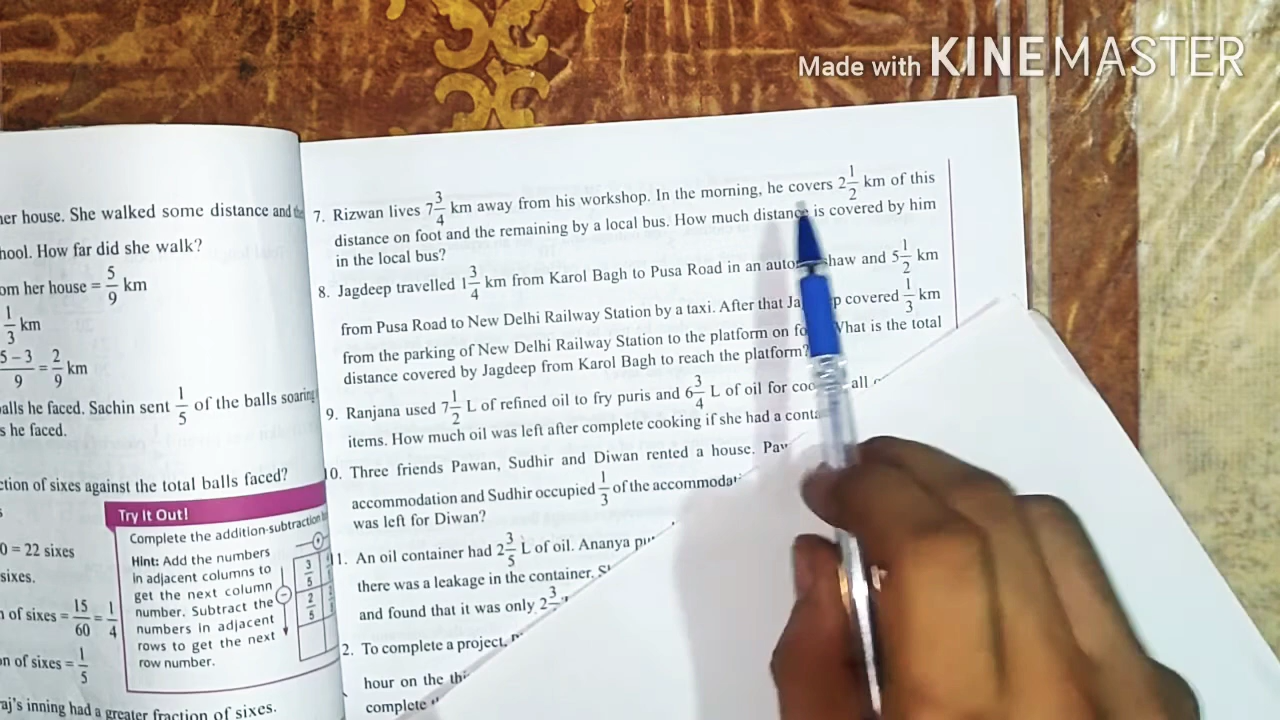 Made with KINEMASTER
her house. She walked some distance and the
hool. How far did she walk?
om her house = 5/9 km
1/3 km
5 – 3/9 = 2/9 km
alls he faced. Sachin sent 1/5 of the balls soaring
s he faced.
ction of sixes against the total balls faced?
0 = 22 sixes
sixes.
n of sixes = 15/60 = 1/4
on of sixes = 1/5
raj's inning had a greater fraction of sixes.
Try It Out!
Complete the addition-subtraction
Hint: Add the numbers
in adjacent columns to
get the next column
number. Subtract the
numbers in adjacent
rows to get the next
row number.
3/5
2/5
7. Rizwan lives 7 3/4 km away from his workshop. In the morning, he covers 2 1/2 km of this
distance on foot and the remaining by a local bus. How much distance is covered by him
in the local bus?
8. Jagdeep travelled 1 3/4 km from Karol Bagh to Pusa Road in an auto shaw and 5 1/2 km
from Pusa Road to New Delhi Railway Station by a taxi. After that Ja p covered 1/3 km
from the parking of New Delhi Railway Station to the platform on fo What is the total
distance covered by Jagdeep from Karol Bagh to reach the platform?
9. Ranjana used 7 1/2 L of refined oil to fry puris and 6 3/4 L of oil for coo all
items. How much oil was left after complete cooking if she had a conta
10. Three friends Pawan, Sudhir and Diwan rented a house. Paw
accommodation and Sudhir occupied 1/3 of the accommodat
was left for Diwan?
1. An oil container had 2 3/5 L of oil. Ananya pu
there was a leakage in the container. S
and found that it was only 2 3
2. To complete a project,
hour on the thi
complete